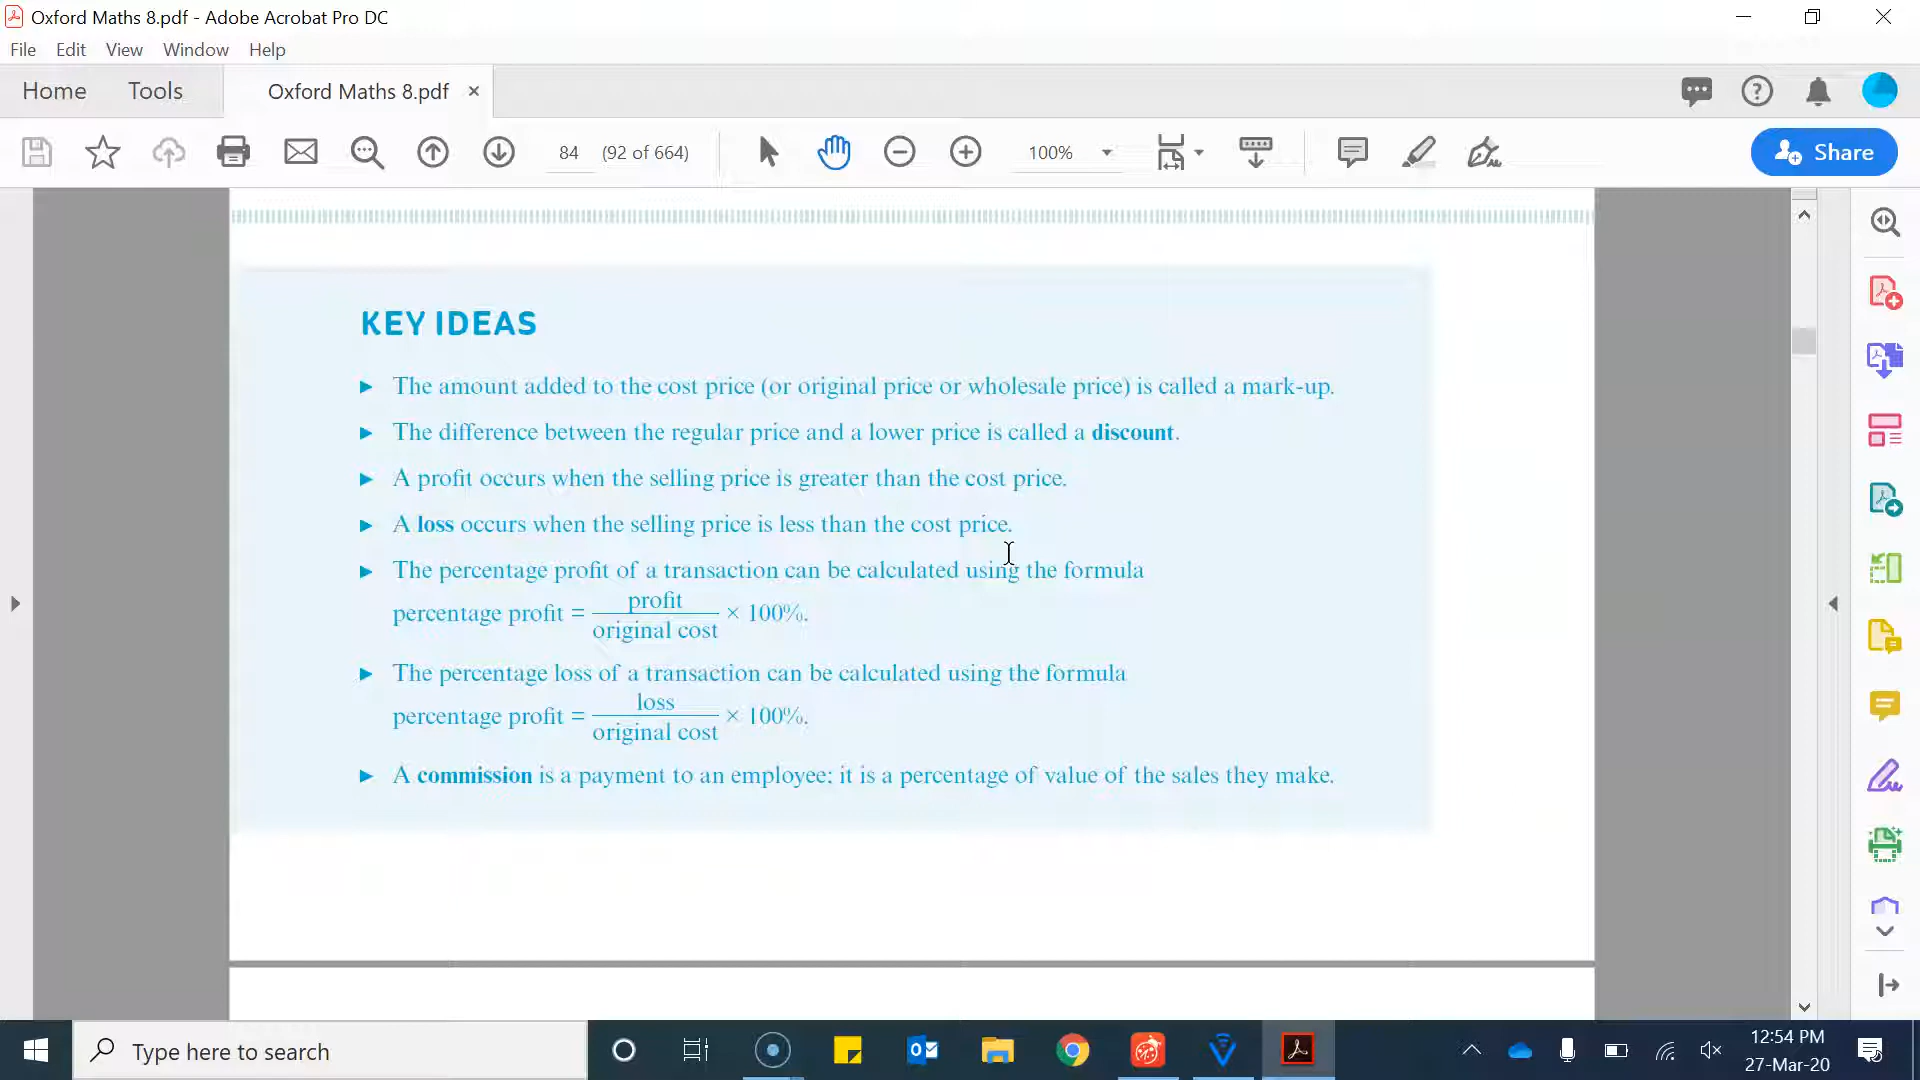 Oxford Maths 8.pdf - Adobe Acrobat Pro DC
File Edit View Window Help
Home Tools Oxford Maths 8.pdf ×
84 (92 of 664) 100% Share
KEY IDEAS
► The amount added to the cost price (or original price or wholesale price) is called a mark-up.
► The difference between the regular price and a lower price is called a discount.
► A profit occurs when the selling price is greater than the cost price.
► A loss occurs when the selling price is less than the cost price.
► The percentage profit of a transaction can be calculated using the formula
percentage profit = profit / original cost × 100%.
► The percentage loss of a transaction can be calculated using the formula
percentage profit = loss / original cost × 100%.
► A commission is a payment to an employee; it is a percentage of value of the sales they make.
Type here to search
12:54 PM
27-Mar-20